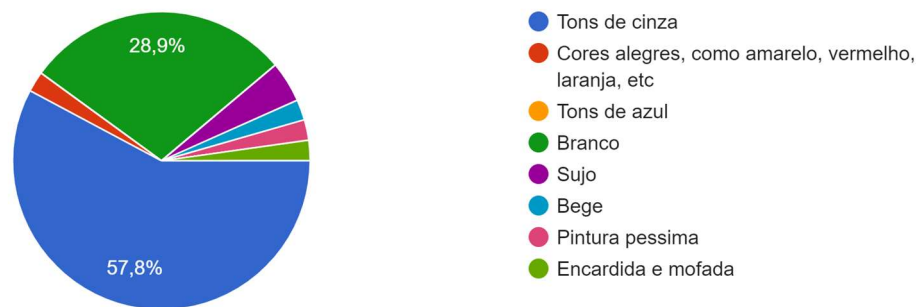 28,9%
57,8%
Tons de cinza
Cores alegres, como amarelo, vermelho,
laranja, etc
Tons de azul
Branco
Sujo
Bege
Pintura pessima
Encardida e mofada